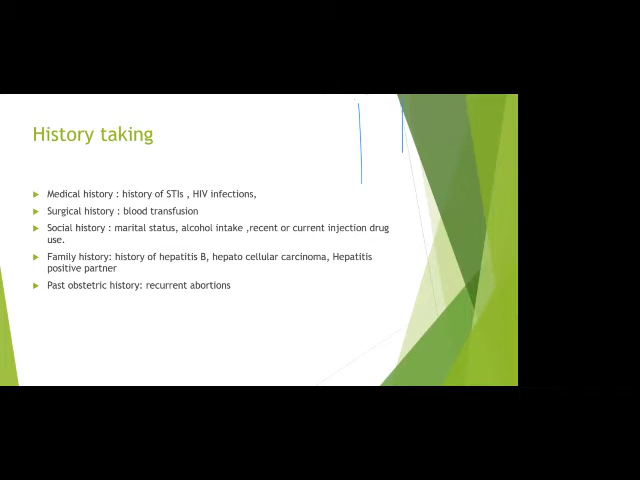 History taking
Medical history : history of STIs , HIV infections,
Surgical history : blood transfusion
Social history : marital status, alcohol intake ,recent or current injection drug
use.
Family history: history of hepatitis B, hepato cellular carcinoma, Hepatitis
positive partner
Past obstetric history: recurrent abortions